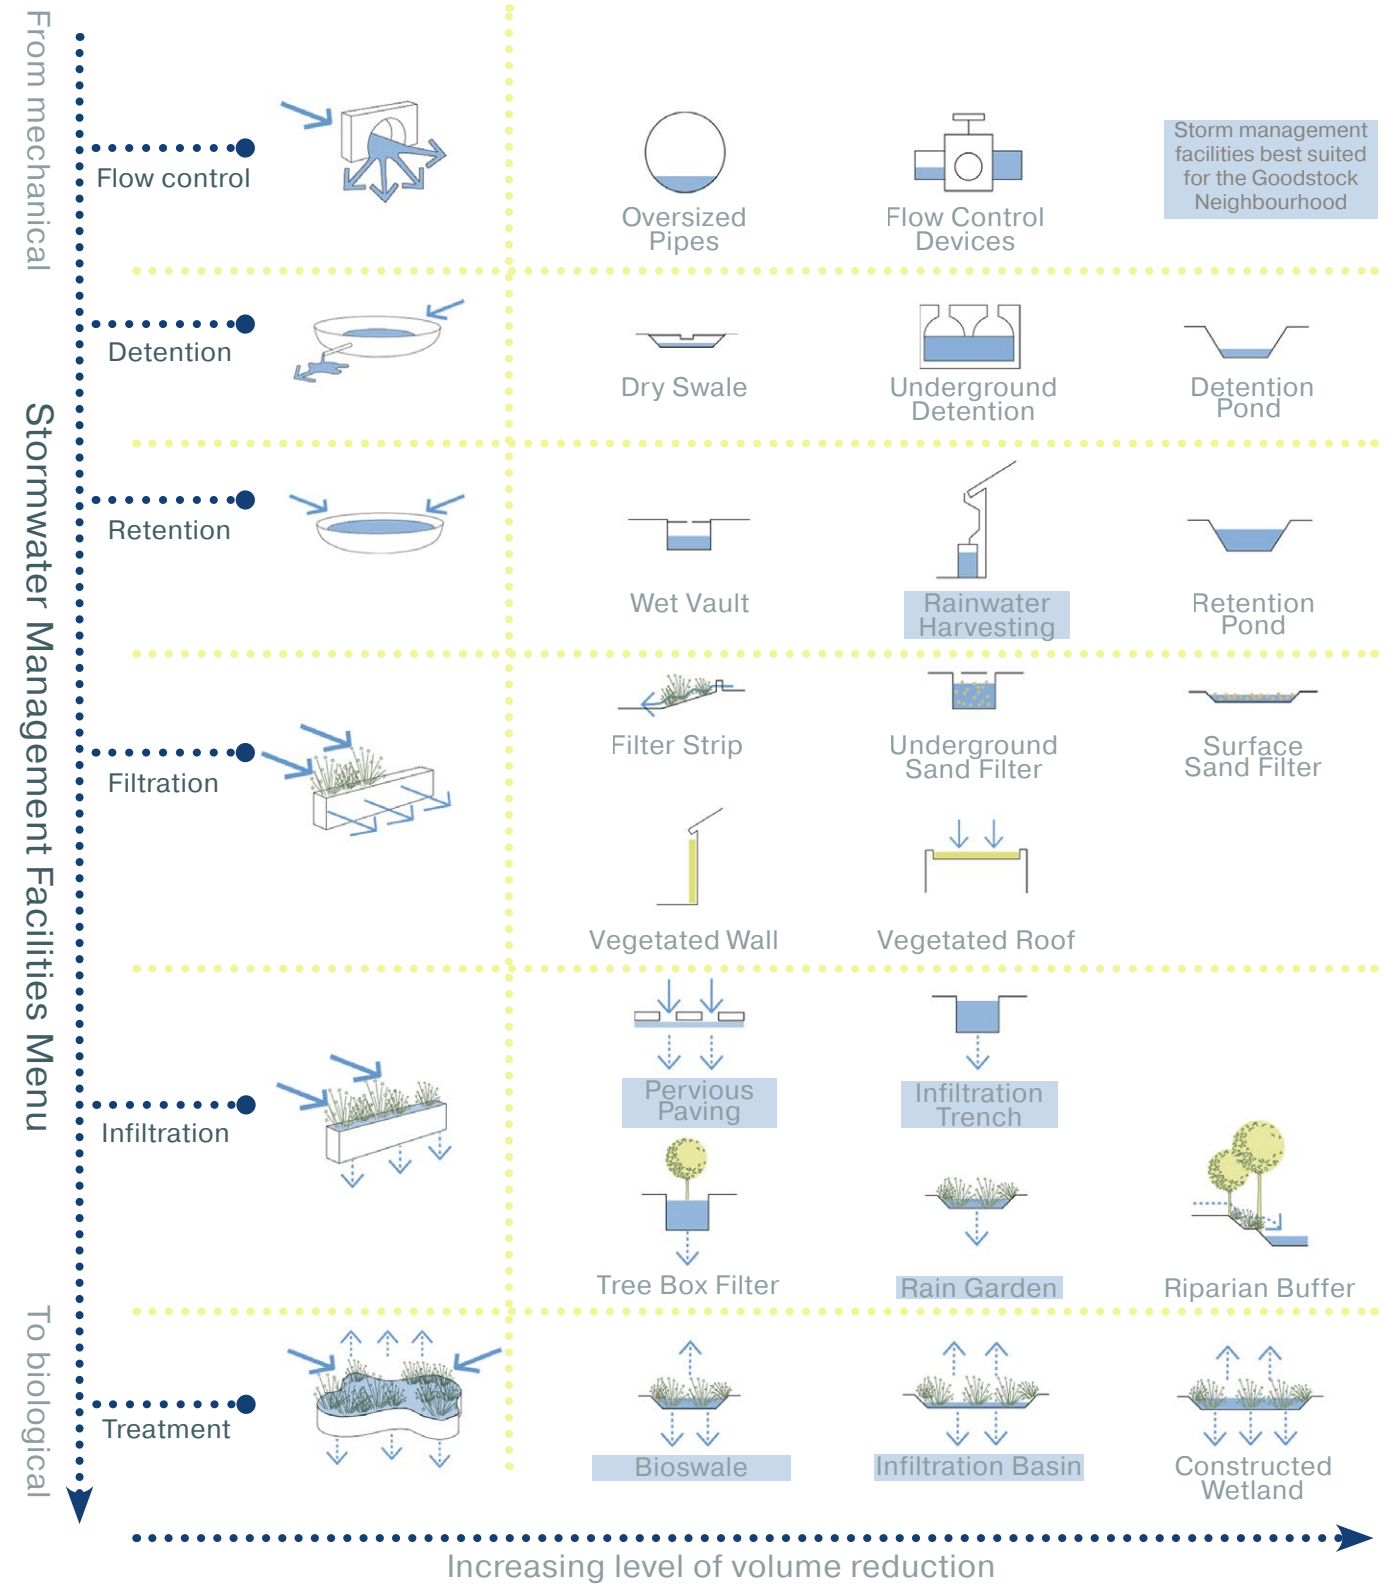 From mechanical
Stormwater Management Facilities Menu
To biological
Flow control
Oversized
Pipes
Flow Control
Devices
Storm management
facilities best suited
for the Goodstock
Neighbourhood
Detention
Dry Swale
Underground
Detention
Detention
Pond
Retention
Wet Vault
Rainwater
Harvesting
Retention
Pond
Filtration
Filter Strip
Underground
Sand Filter
Surface
Sand Filter
Vegetated Wall
Vegetated Roof
Infiltration
Pervious
Paving
Infiltration
Trench
Tree Box Filter
Rain Garden
Riparian Buffer
Treatment
Bioswale
Infiltration Basin
Constructed
Wetland
Increasing level of volume reduction